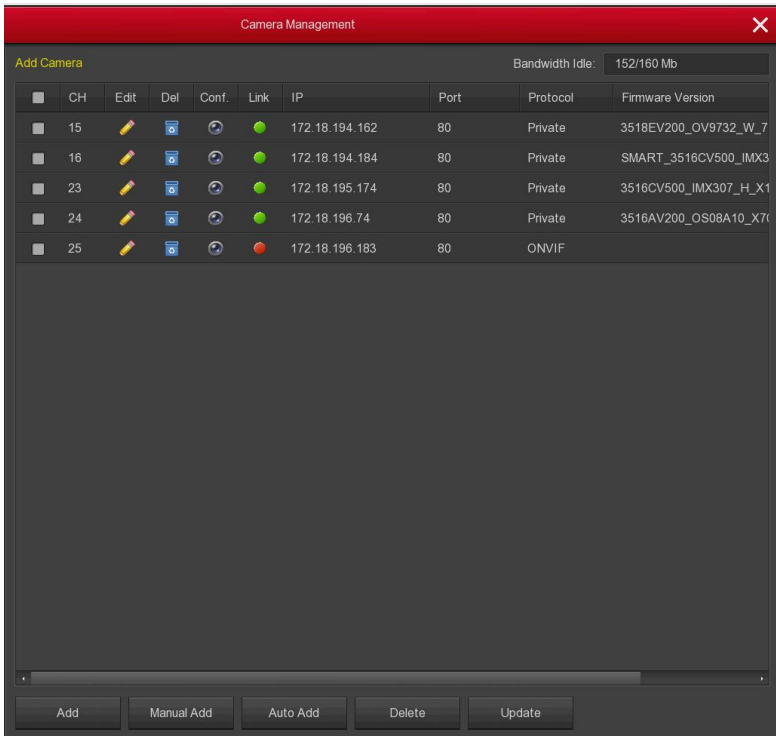 Camera Management
Add Camera Bandwidth Idle: 152/160 Mb
CH Edit Del Conf. Link IP Port Protocol Firmware Version
15 172.18.194.162 80 Private 3518EV200_OV9732_W_7
16 172.18.194.184 80 Private SMART_3516CV500_IMX3
23 172.18.195.174 80 Private 3516CV500_IMX307_H_X1
24 172.18.196.74 80 Private 3516AV200_OS08A10_X70
25 172.18.196.183 80 ONVIF
Add Manual Add Auto Add Delete Update